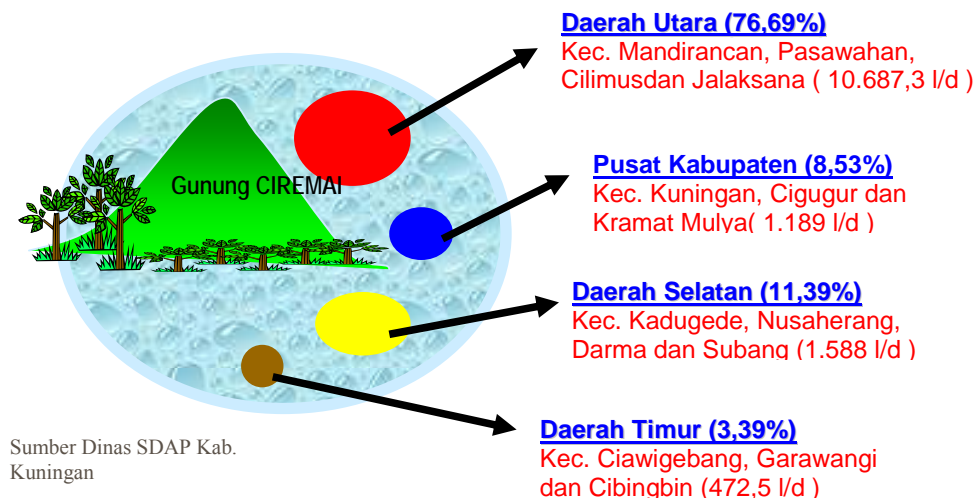 Daerah Utara (76,69%)
Kec. Mandirancan, Pasawahan,
Cilimusdan Jalaksana ( 10.687,3 l/d )
Gunung CIREMAI
Pusat Kabupaten (8,53%)
Kec. Kuningan, Cigugur dan
Kramat Mulya( 1.189 l/d )
Daerah Selatan (11,39%)
Kec. Kadugede, Nusaherang,
Darma dan Subang (1.588 l/d )
Daerah Timur (3,39%)
Kec. Ciawigebang, Garawangi
dan Cibingbin (472,5 l/d )
Sumber Dinas SDAP Kab.
Kuningan